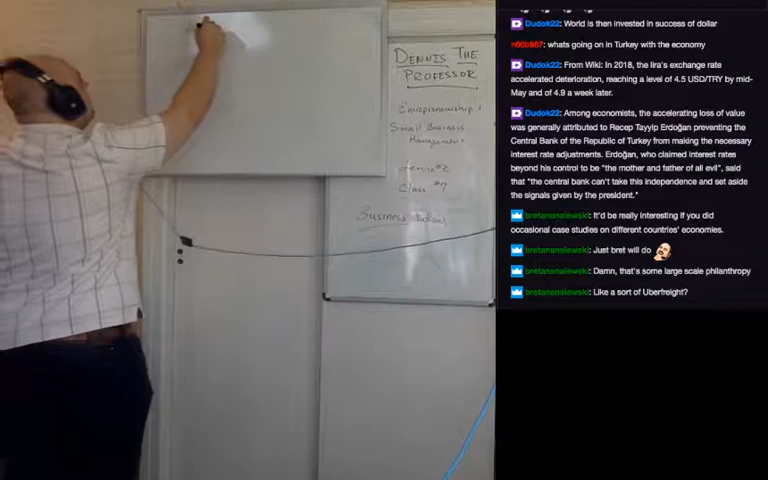 DENNIS THE
PROFESSOR
Entrepreneurship +
Small Business
Management
Class #7
Business
Dudok22: World is then invested in success of dollar
n00b987: whats going on in Turkey with the economy
Dudok22: From Wiki: In 2018, the lira's exchange rate
accelerated deterioration, reaching a level of 4.5 USD/TRY by mid-
May and of 4.9 a week later.
Dudok22: Among economists, the accelerating loss of value
was generally attributed to Recep Tayyip Erdoğan preventing the
Central Bank of the Republic of Turkey from making the necessary
interest rate adjustments. Erdoğan, who claimed interest rates
beyond his control to be "the mother and father of all evil", said
that "the central bank can't take this independence and set aside
the signals given by the president."
bretananalewski: It'd be really interesting if you did
occasional case studies on different countries' economies.
bretananalewski: Just bret will do
bretananalewski: Damn, that's some large scale philanthropy
bretananalewski: Like a sort of Uberfreight?